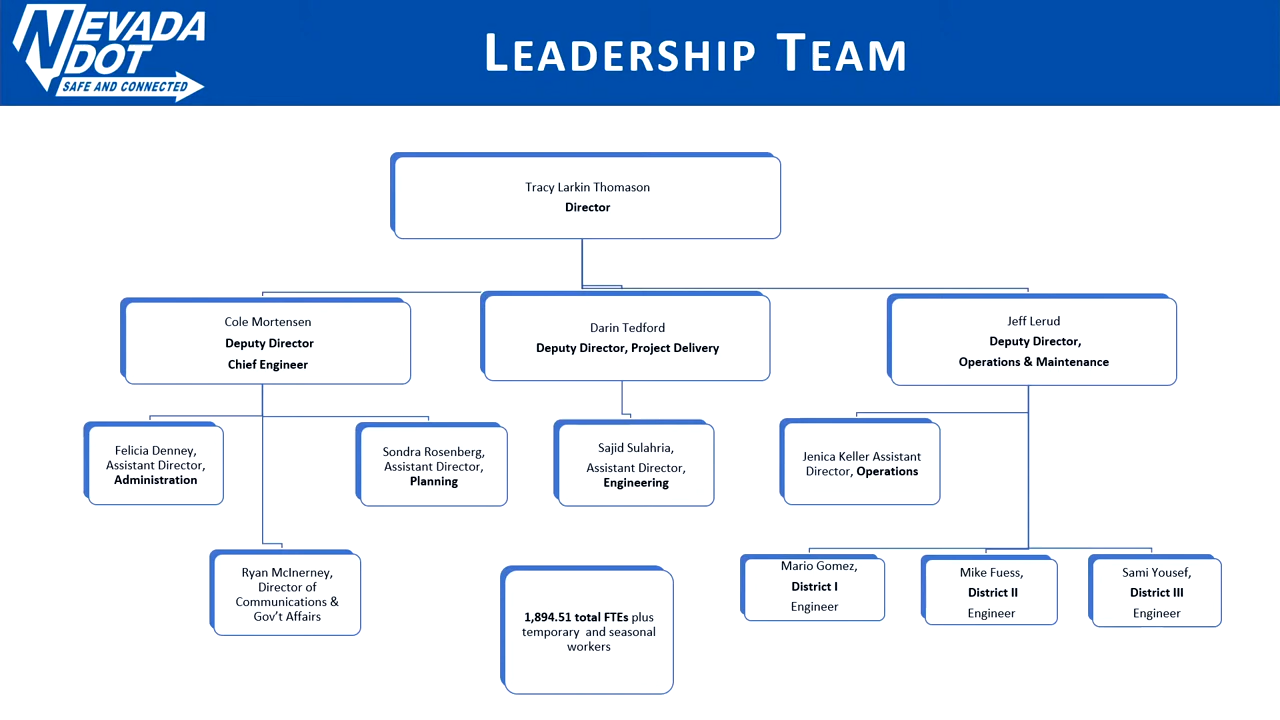 NEVADA
DOT
SAFE AND CONNECTED
LEADERSHIP TEAM
Tracy Larkin Thomason
Director
Cole Mortensen
Deputy Director
Chief Engineer
Darin Tedford
Deputy Director, Project Delivery
Jeff Lerud
Deputy Director,
Operations & Maintenance
Felicia Denney,
Assistant Director,
Administration
Sondra Rosenberg,
Assistant Director,
Planning
Sajid Sulahria,
Assistant Director,
Engineering
Jenica Keller Assistant
Director, Operations
Ryan McInerney,
Director of
Communications &
Gov't Affairs
1,894.51 total FTEs plus
temporary and seasonal
workers
Mario Gomez,
District I
Engineer
Mike Fuess,
District II
Engineer
Sami Yousef,
District III
Engineer